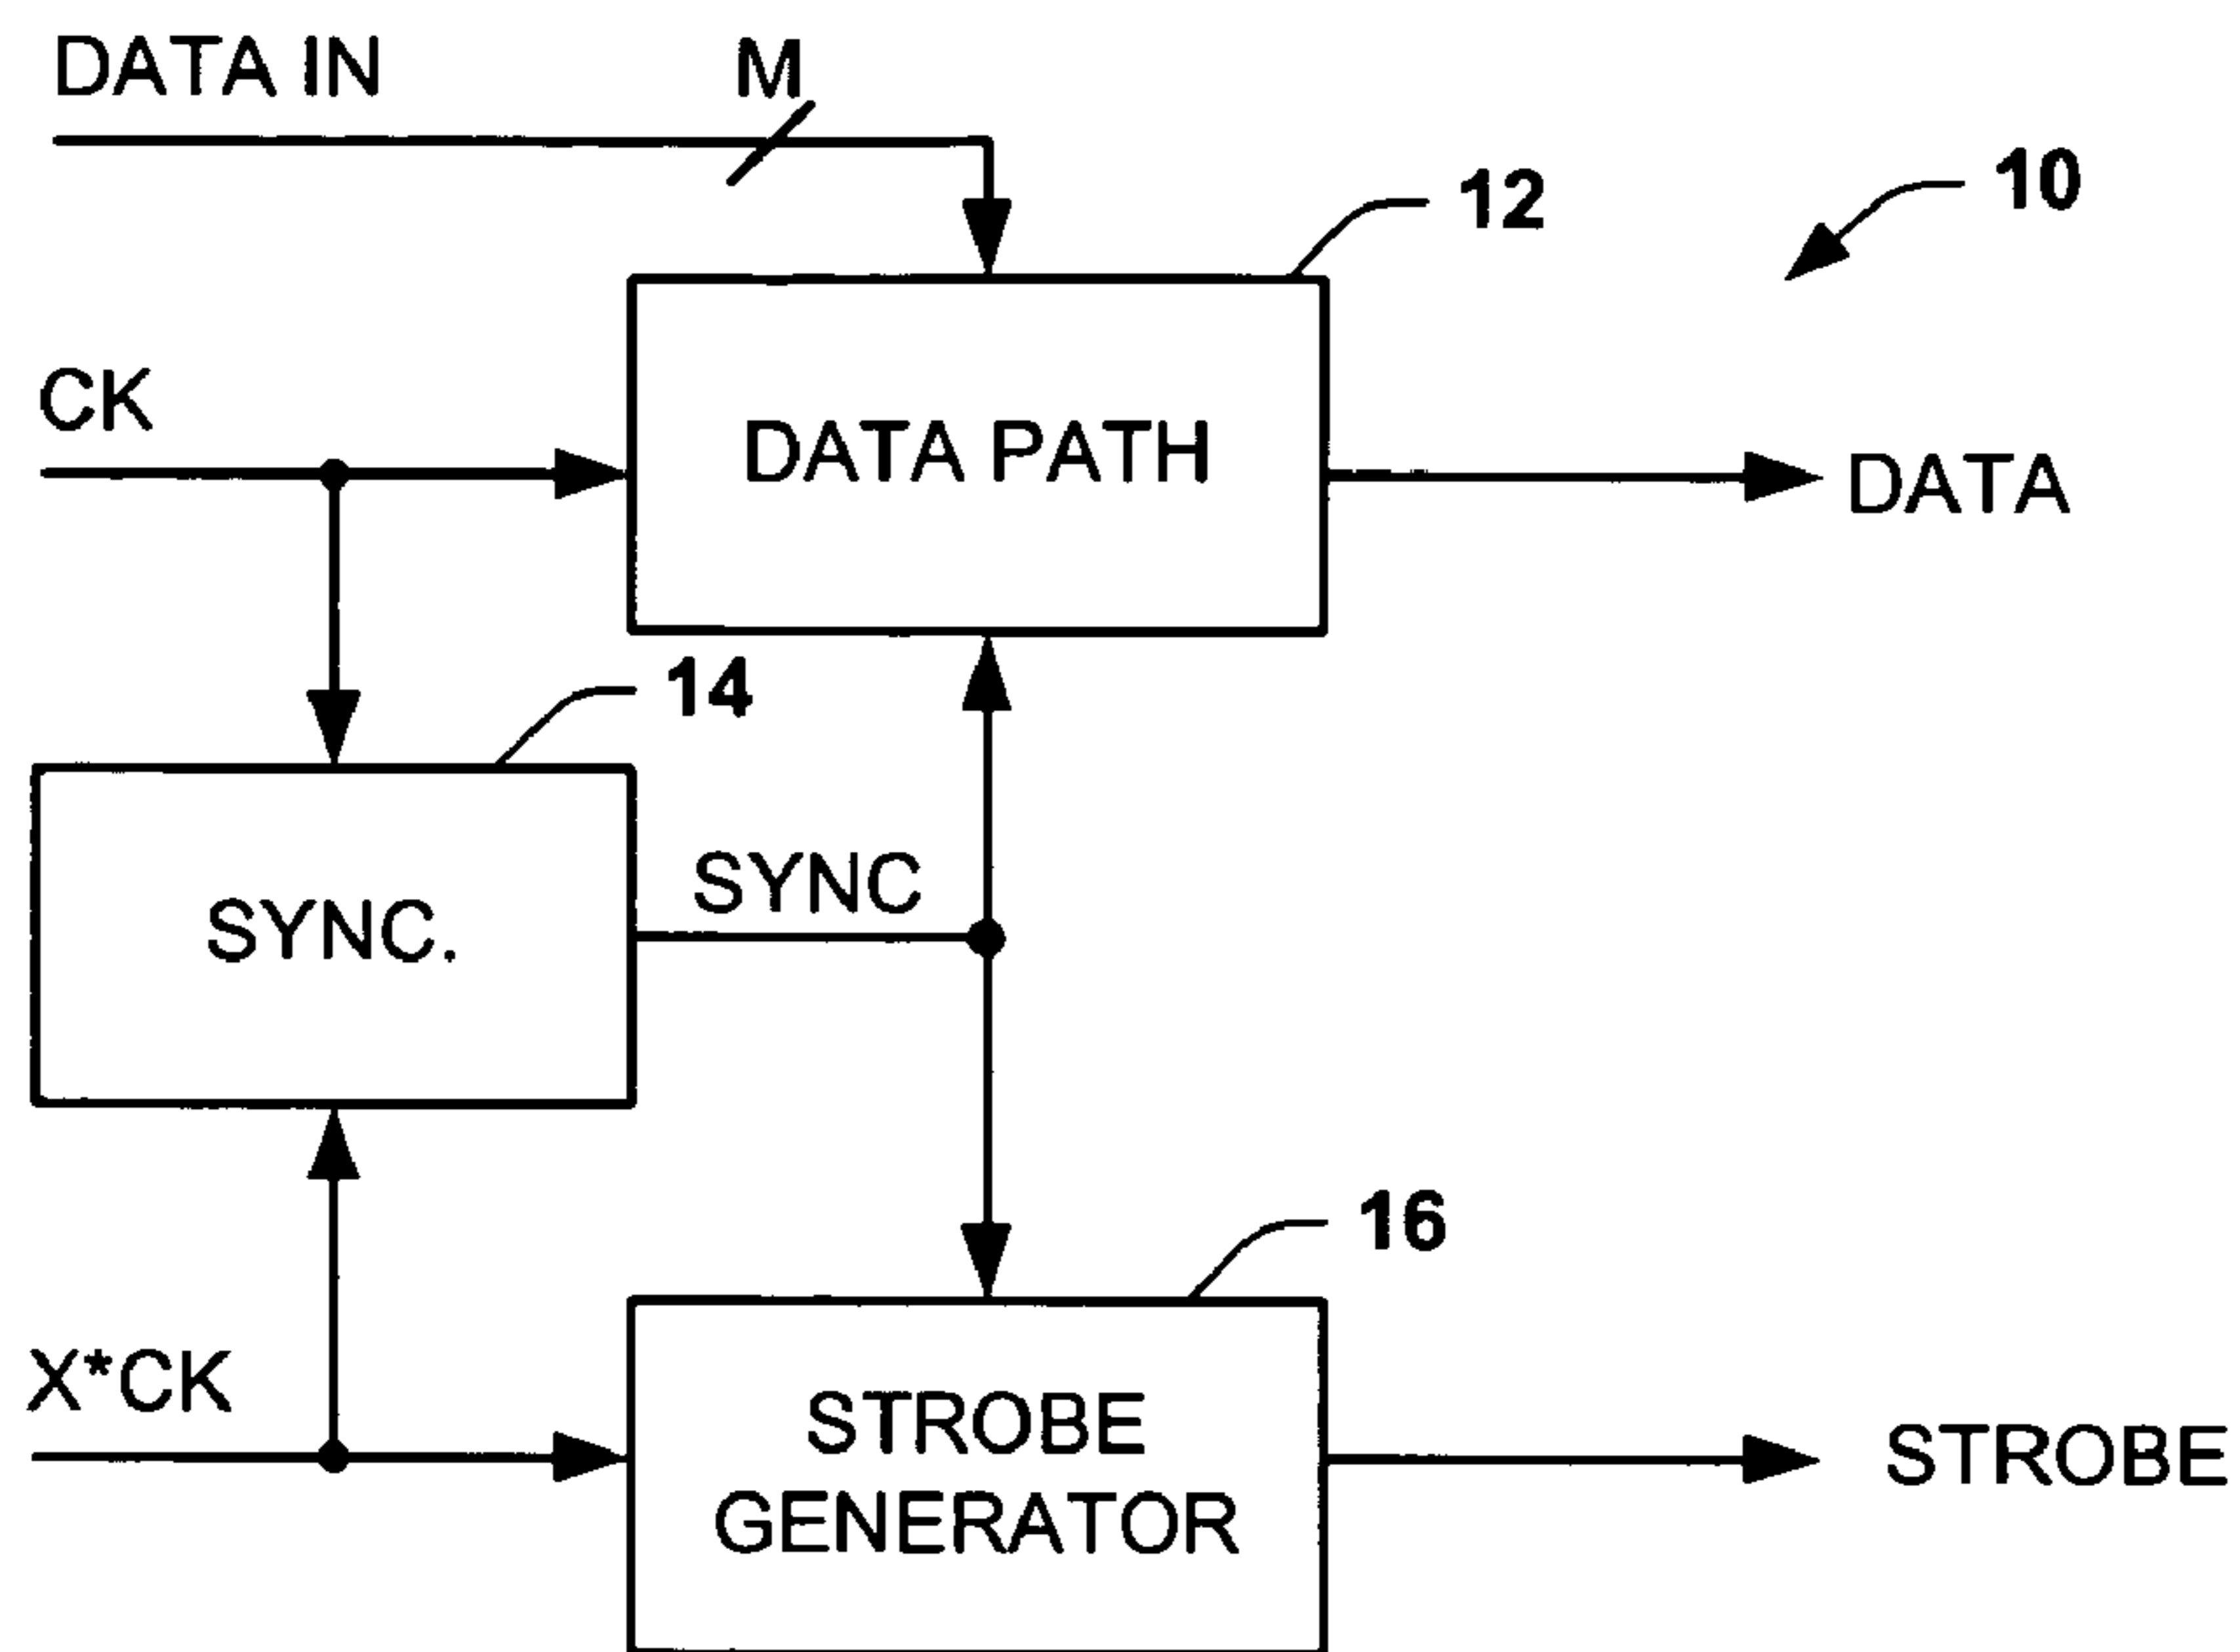 DATA IN
M
12
10
CK
DATA PATH
DATA
14
SYNC.
SYNC
16
X*CK
STROBE
GENERATOR
STROBE